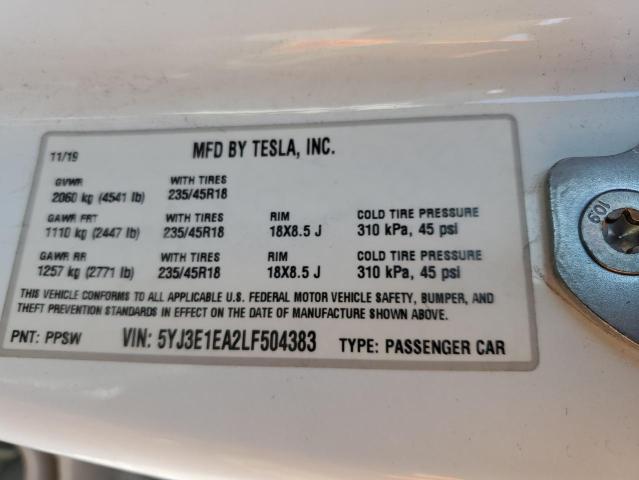 11/19 MFD BY TESLA, INC.
GVWR WITH TIRES
2060 kg (4541 lb) 235/45R18
GAWR FRT WITH TIRES RIM COLD TIRE PRESSURE
1110 kg (2447 lb) 235/45R18 18X8.5 J 310 kPa, 45 psi
GAWR RR WITH TIRES RIM COLD TIRE PRESSURE
1257 kg (2771 lb) 235/45R18 18X8.5 J 310 kPa, 45 psi
THIS VEHICLE CONFORMS TO ALL APPLICABLE U.S. FEDERAL MOTOR VEHICLE SAFETY, BUMPER, AND
THEFT PREVENTION STANDARDS IN EFFECT ON THE DATE OF MANUFACTURE SHOWN ABOVE.
PNT: PPSW VIN: 5YJ3E1EA2LF504383 TYPE: PASSENGER CAR
109